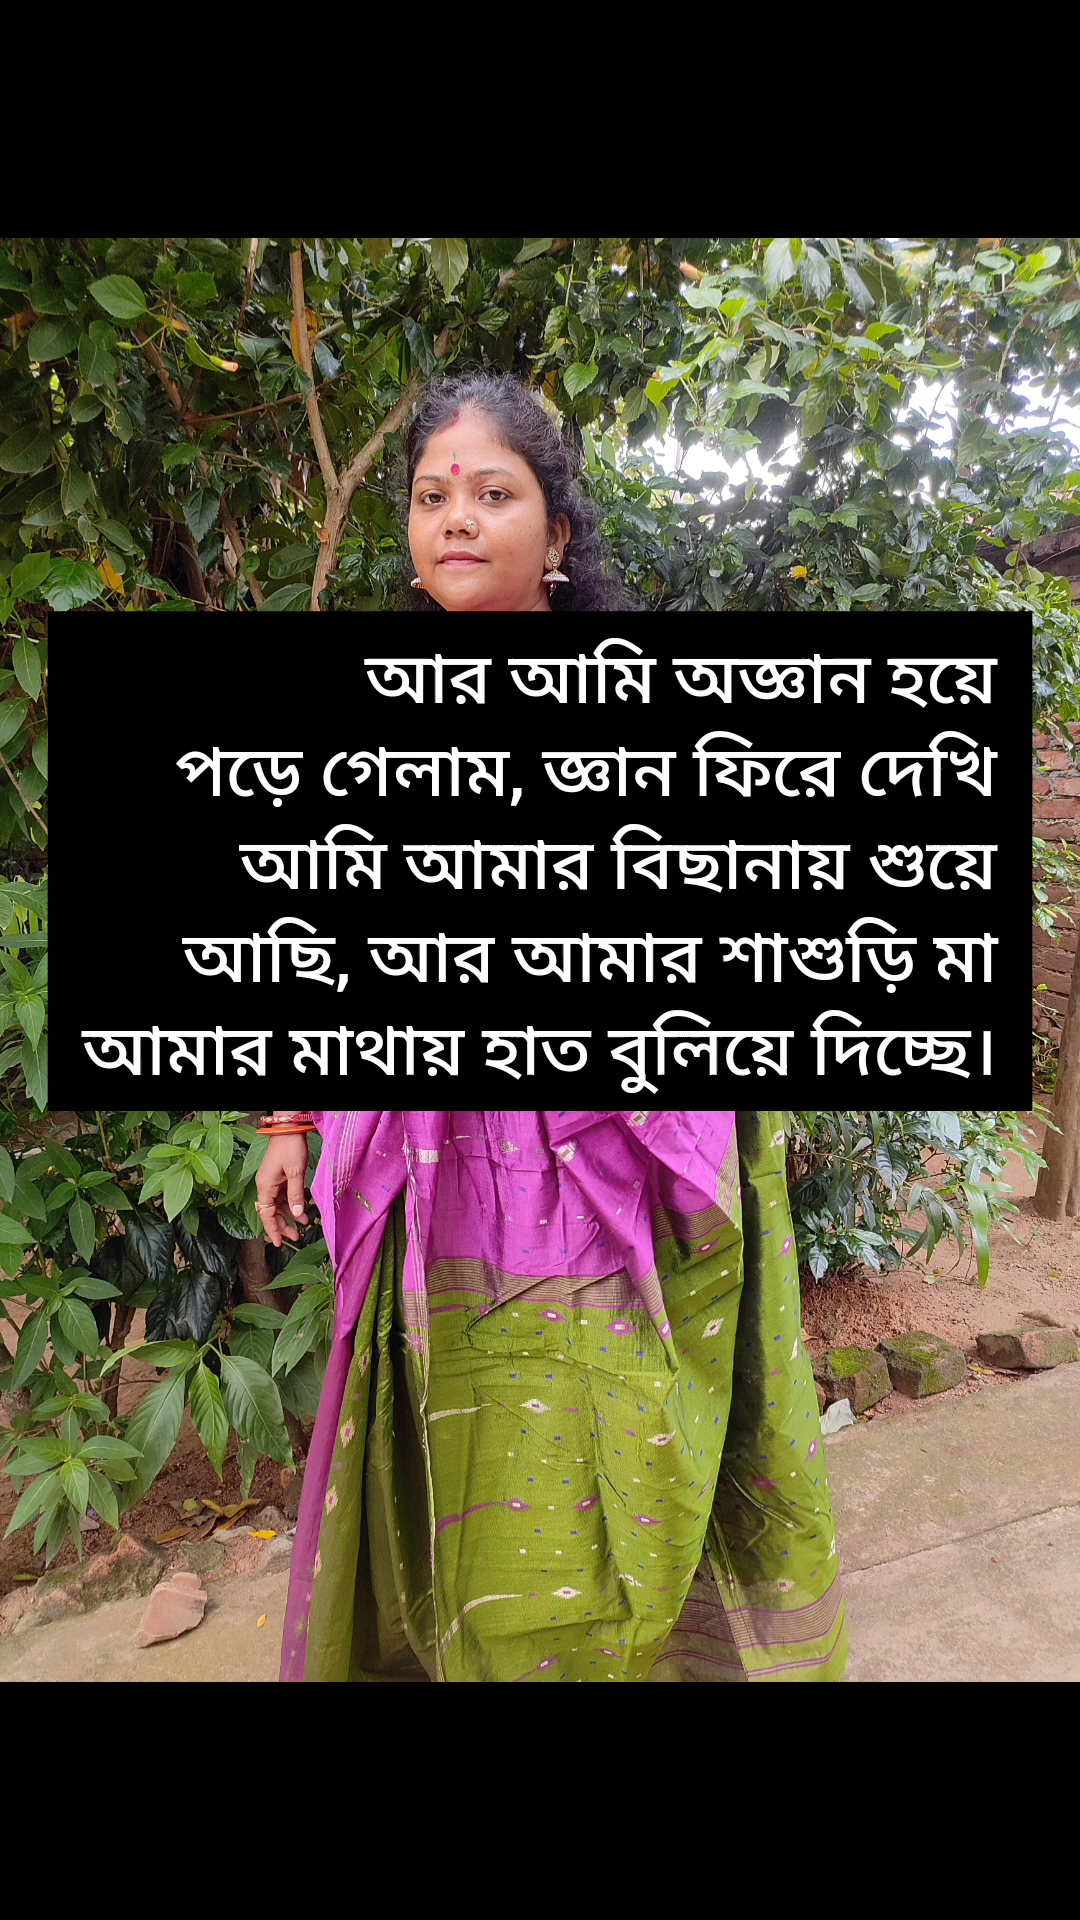 আর আমি অজ্ঞান হয়ে
পড়ে গেলাম, জ্ঞান ফিরে দেখি
আমি আমার বিছানায় শুয়ে
আছি, আর আমার শাশুড়ি মা
আমার মাথায় হাত বুলিয়ে দিচ্ছে।